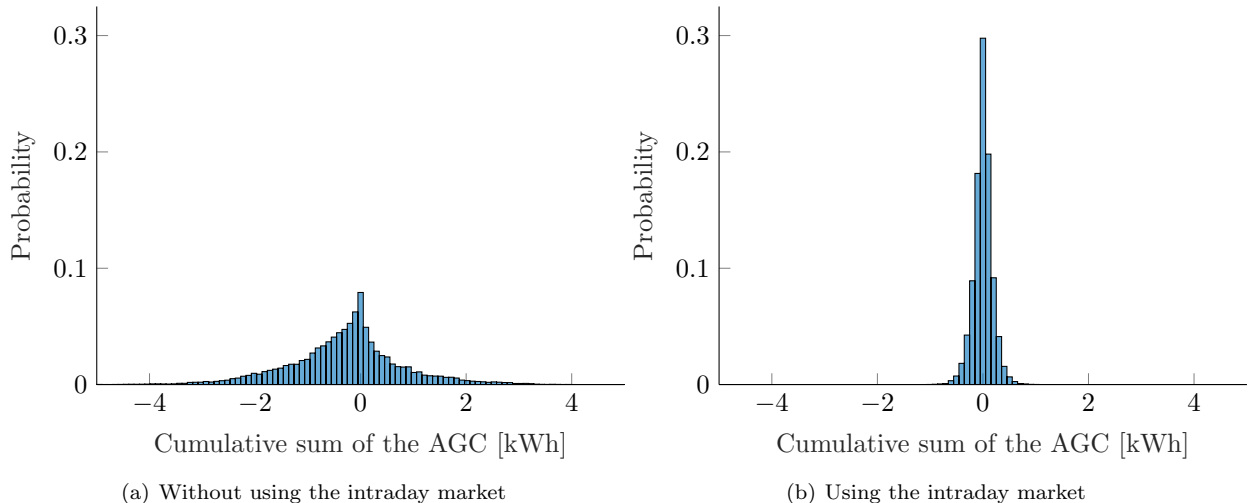 0.3
0.2
0.1
0
Probability
−4 −2 0 2 4
Cumulative sum of the AGC [kWh]
(a) Without using the intraday market
0.3
0.2
0.1
0
Probability
−4 −2 0 2 4
Cumulative sum of the AGC [kWh]
(b) Using the intraday market